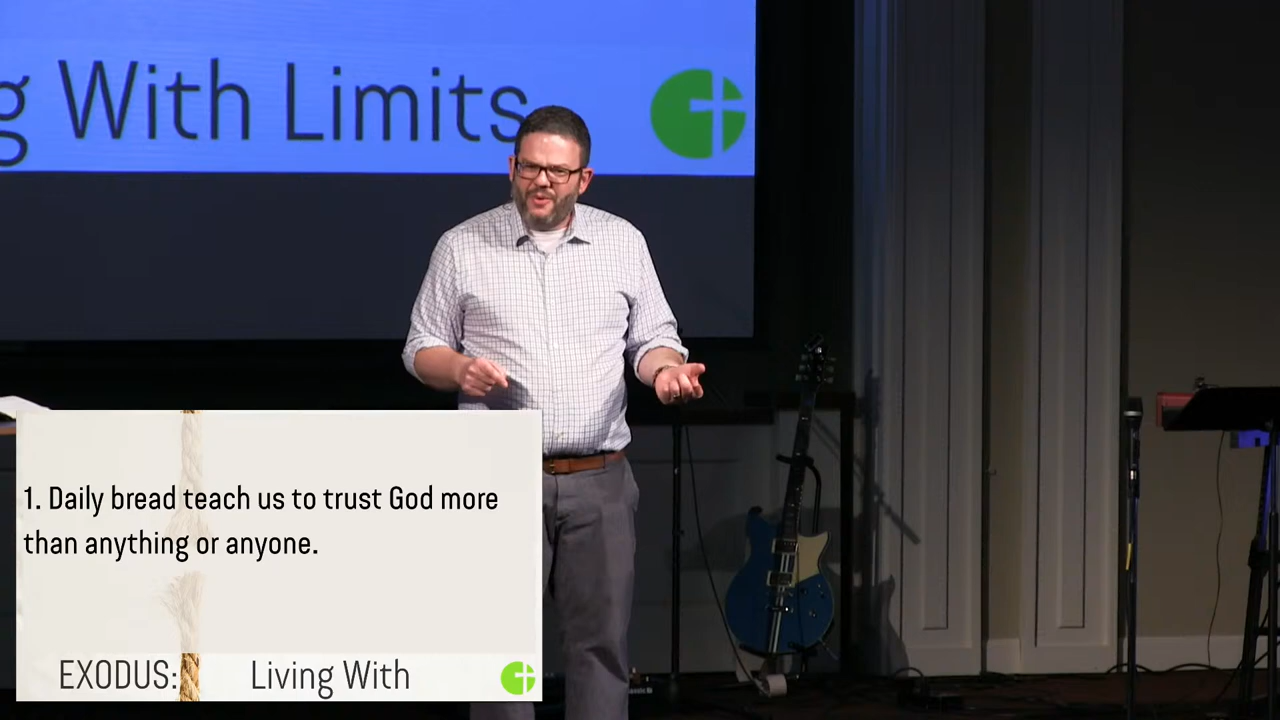 g With Limits
1. Daily bread teach us to trust God more
than anything or anyone.
EXODUS: Living With